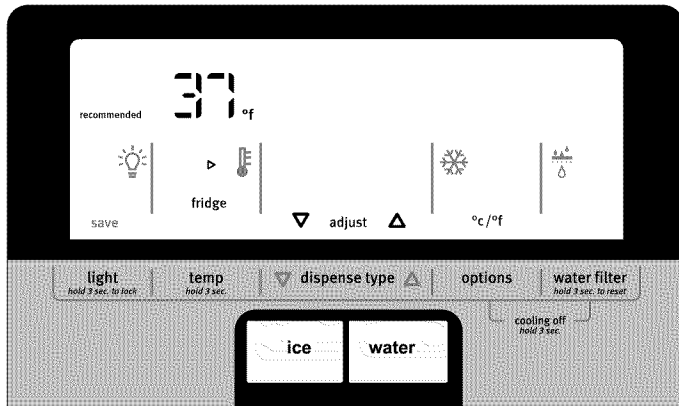 37 °f
recommended
fridge
save
adjust
°c/°f
light
hold 3 sec. to lock
temp
hold 3 sec.
dispense type
options
water filter
hold 3 sec. to reset
cooling off
hold 3 sec.
ice
water